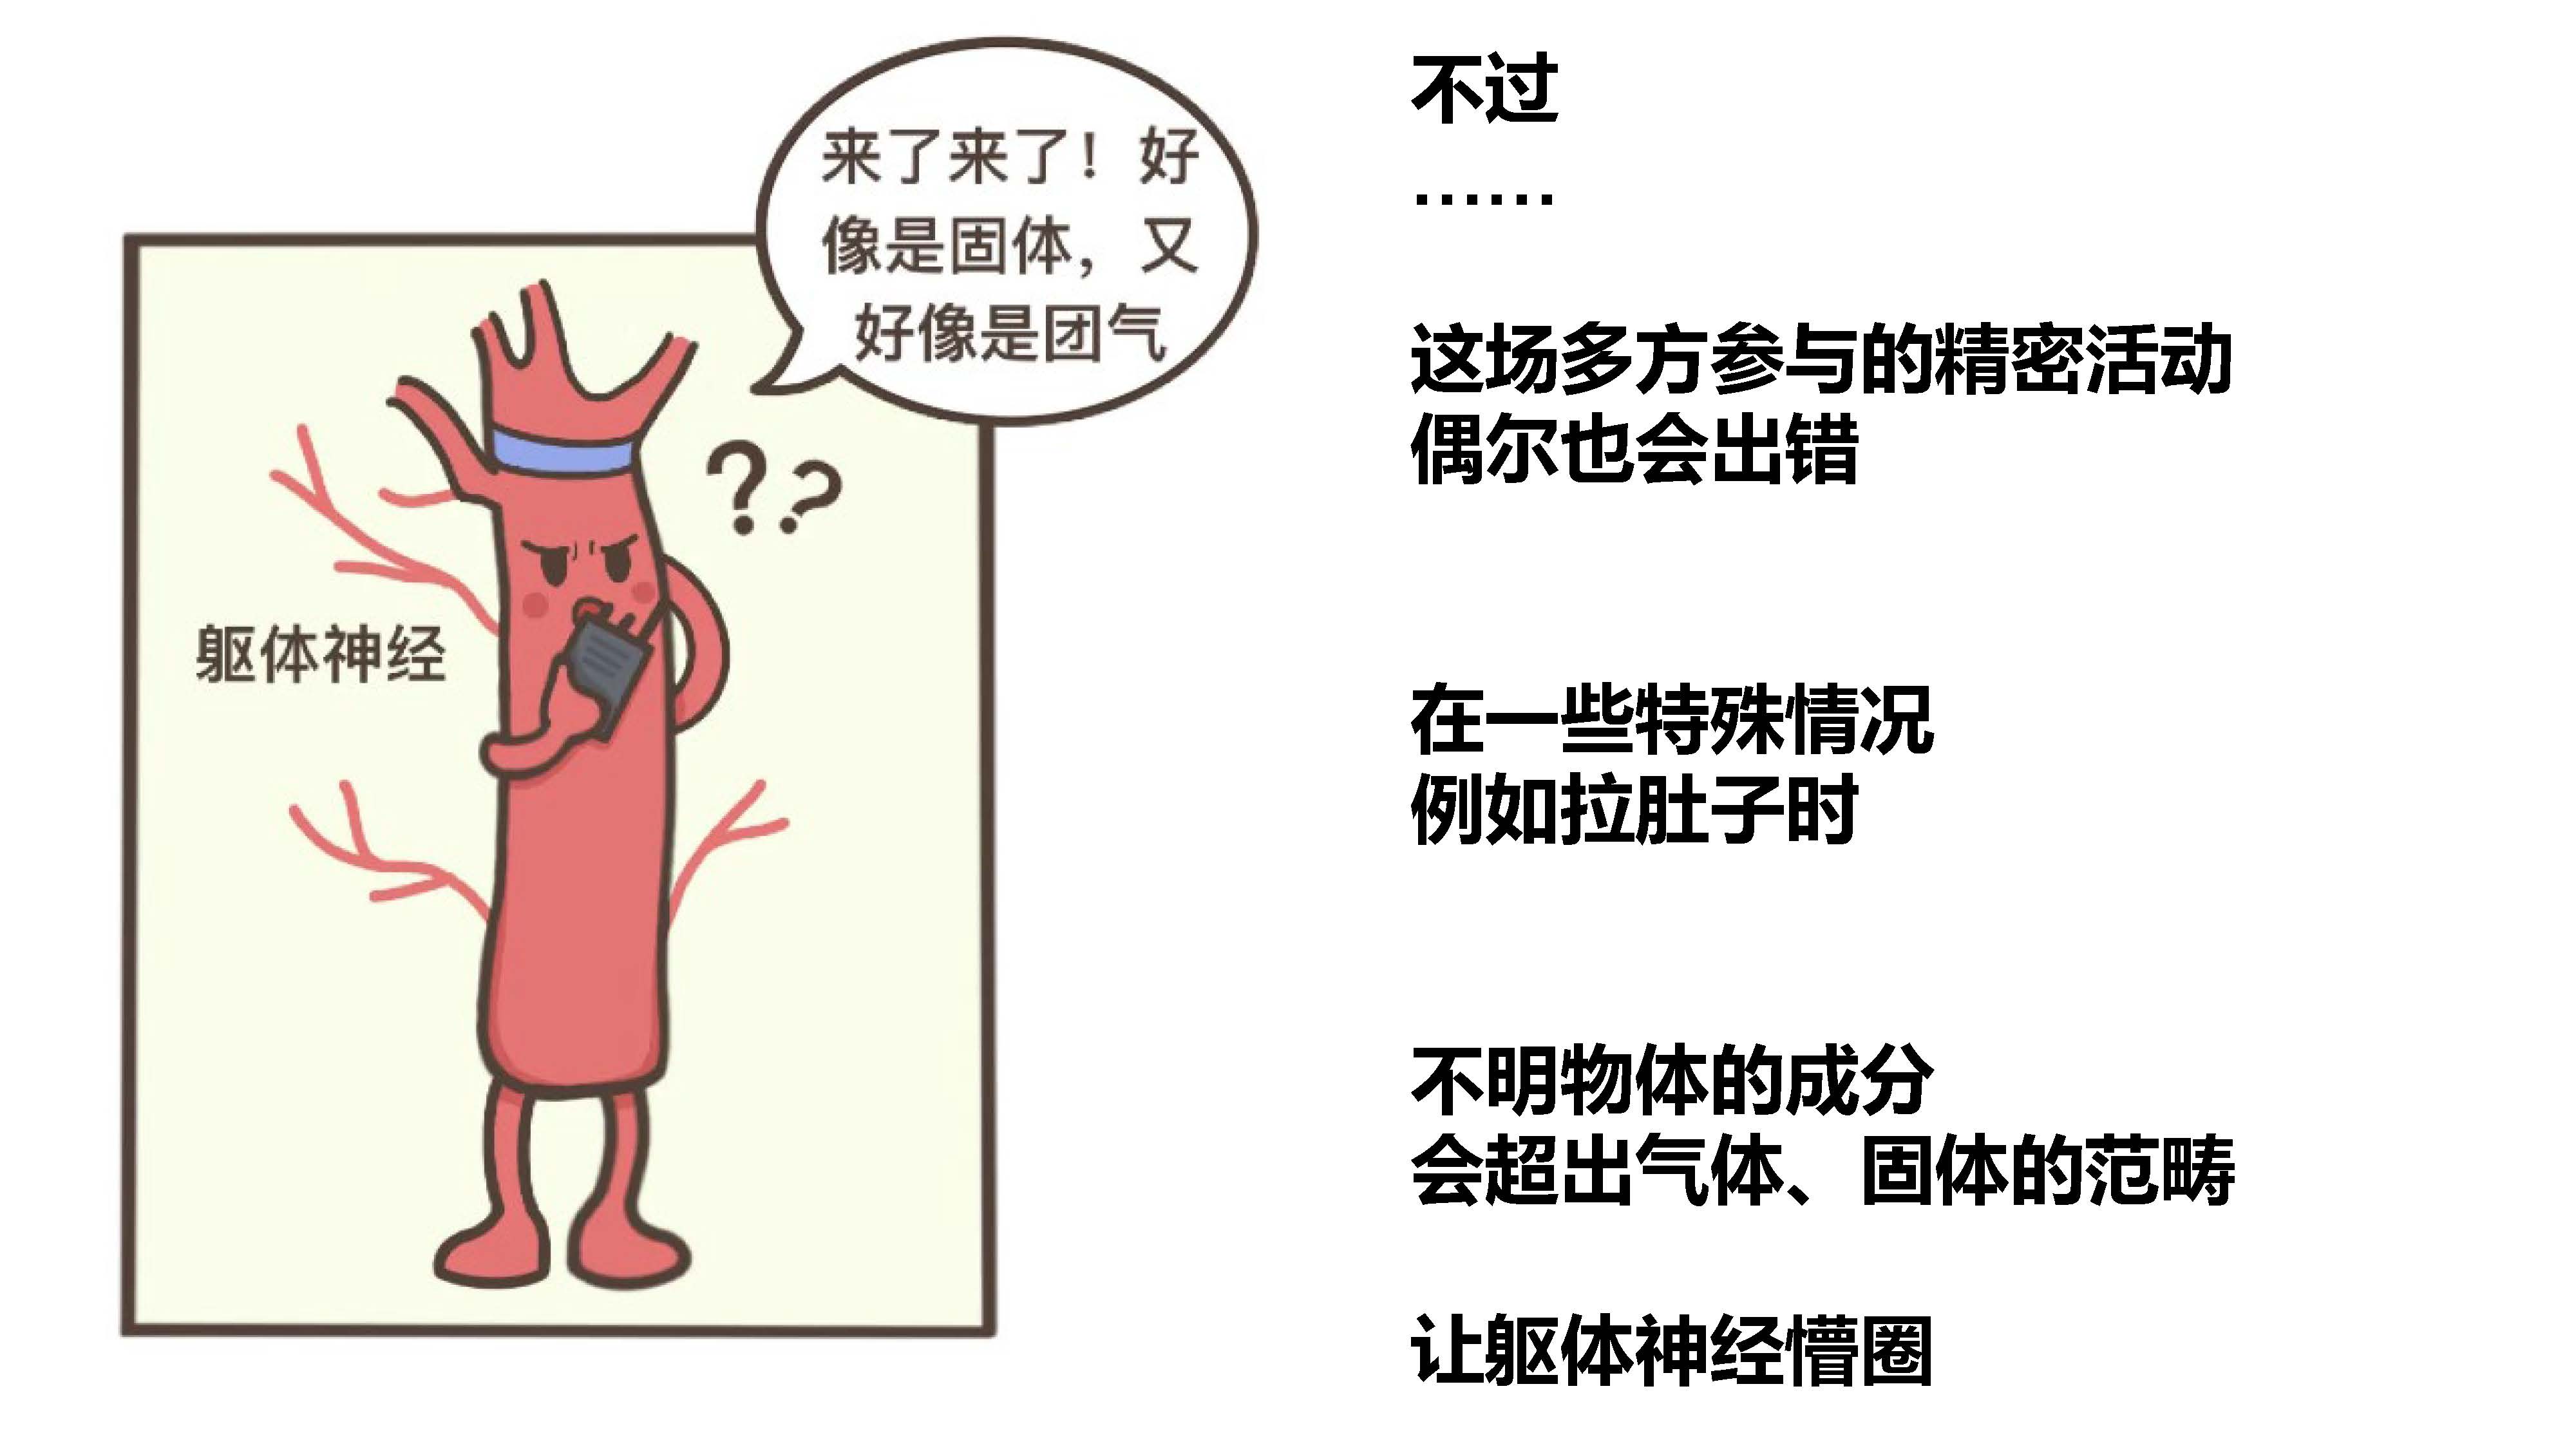 来了来了！好
像是固体，又
好像是团气
??
躯体神经
不过
……
这场多方参与的精密活动
偶尔也会出错
在一些特殊情况
例如拉肚子时
不明物体的成分
会超出气体、固体的范畴
让躯体神经懵圈